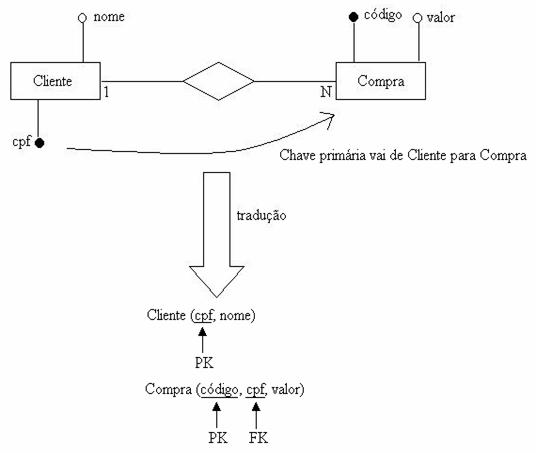 nome
código
valor
Cliente
Compra
1
N
cpf
Chave primária vai de Cliente para Compra
tradução
Cliente (cpf, nome)
PK
Compra (código, cpf, valor)
PK FK